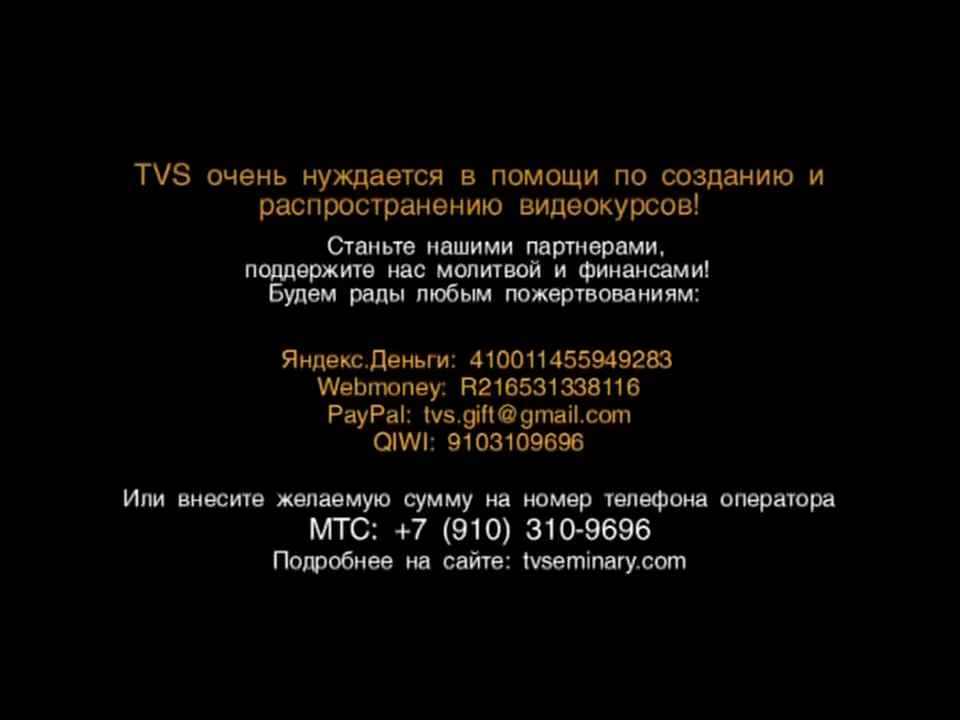 TVS очень нуждается в помощи по созданию и
распространению видеокурсов!
Станьте нашими партнерами,
поддержите нас молитвой и финансами!
Будем рады любым пожертвованиям:
Яндекс.Деньги: 410011455949283
Webmoney: R216531338116
PayPal: tvs.gift@gmail.com
QIWI: 9103109696
Или внесите желаемую сумму на номер телефона оператора
МТС: +7 (910) 310-9696
Подробнее на сайте: tvseminary.com